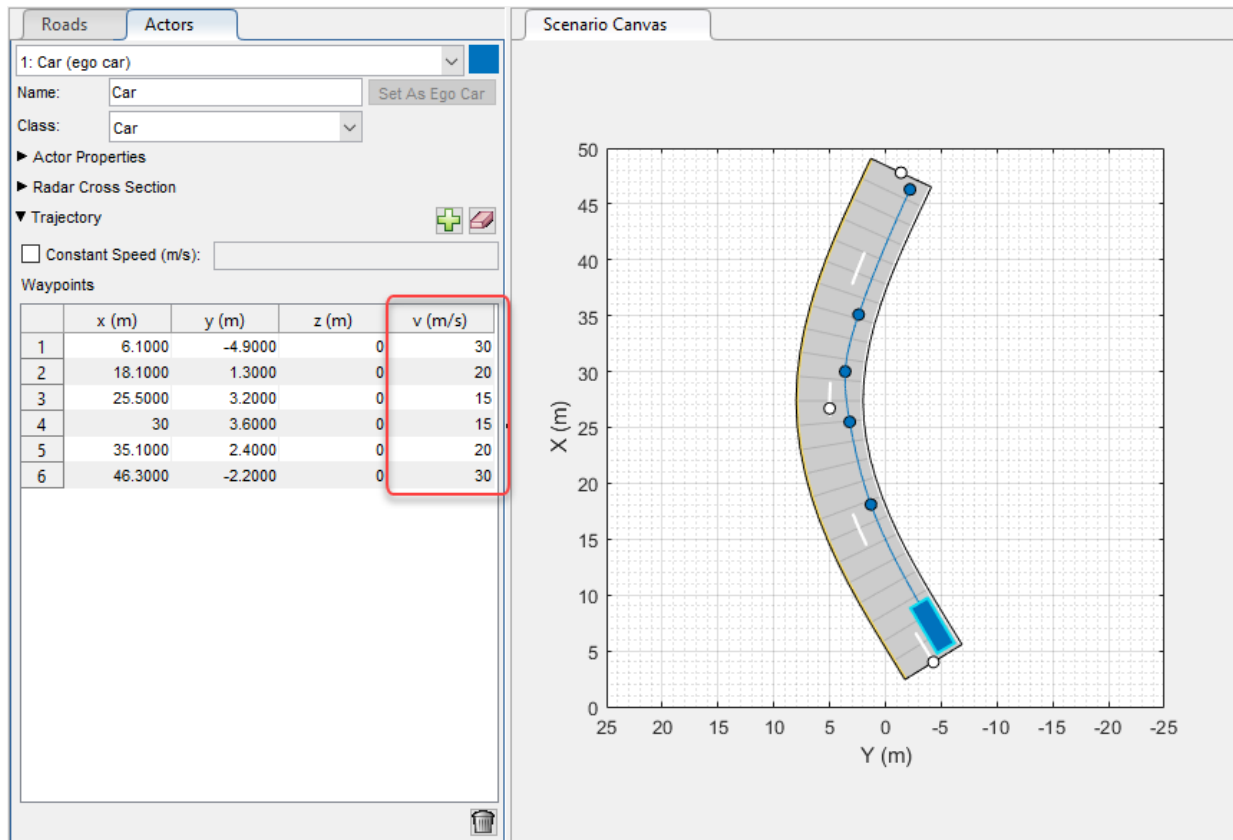 Roads Actors
1: Car (ego car)
Name: Car Set As Ego Car
Class: Car
Actor Properties
Radar Cross Section
Trajectory
Constant Speed (m/s):
Waypoints
x (m) y (m) z (m) v (m/s)
1 6.1000 -4.9000 0 30
2 18.1000 1.3000 0 20
3 25.5000 3.2000 0 15
4 30 3.6000 0 15
5 35.1000 2.4000 0 20
6 46.3000 -2.2000 0 30
Scenario Canvas
50
45
40
35
30
25
20
15
10
5
0
X (m)
25 20 15 10 5 0 -5 -10 -15 -20 -25
Y (m)